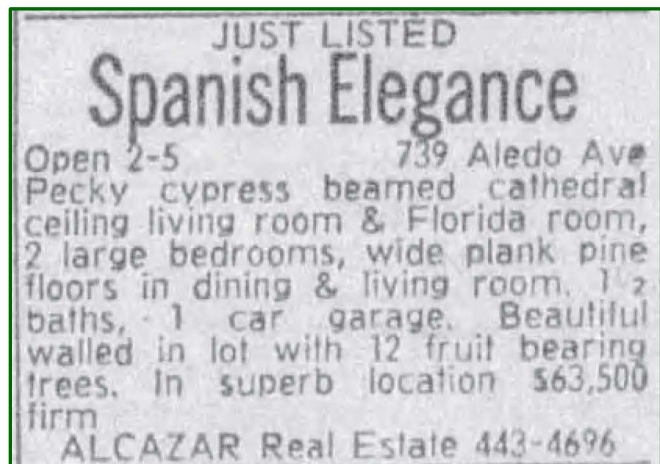 JUST LISTED
Spanish Elegance
Open 2-5 739 Aledo Ave
Pecky cypress beamed cathedral
ceiling living room & Florida room,
2 large bedrooms, wide plank pine
floors in dining & living room. 1½
baths, 1 car garage. Beautiful
walled in lot with 12 fruit bearing
trees. In superb location $63,500
firm
ALCAZAR Real Estate 443-4696